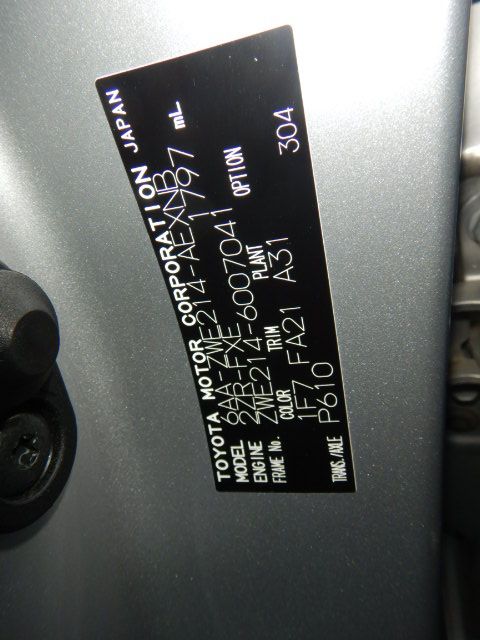 TOYOTA MOTOR CORPORATION JAPAN
MODEL 6AA-ZWE214-AEXNB
ENGINE 2ZR-FXE 1797 mL
FRAME No. ZWE214-6007041
COLOR TRIM PLANT OPTION
1F7 FA21 A31 304
TRANS./AXLE P610